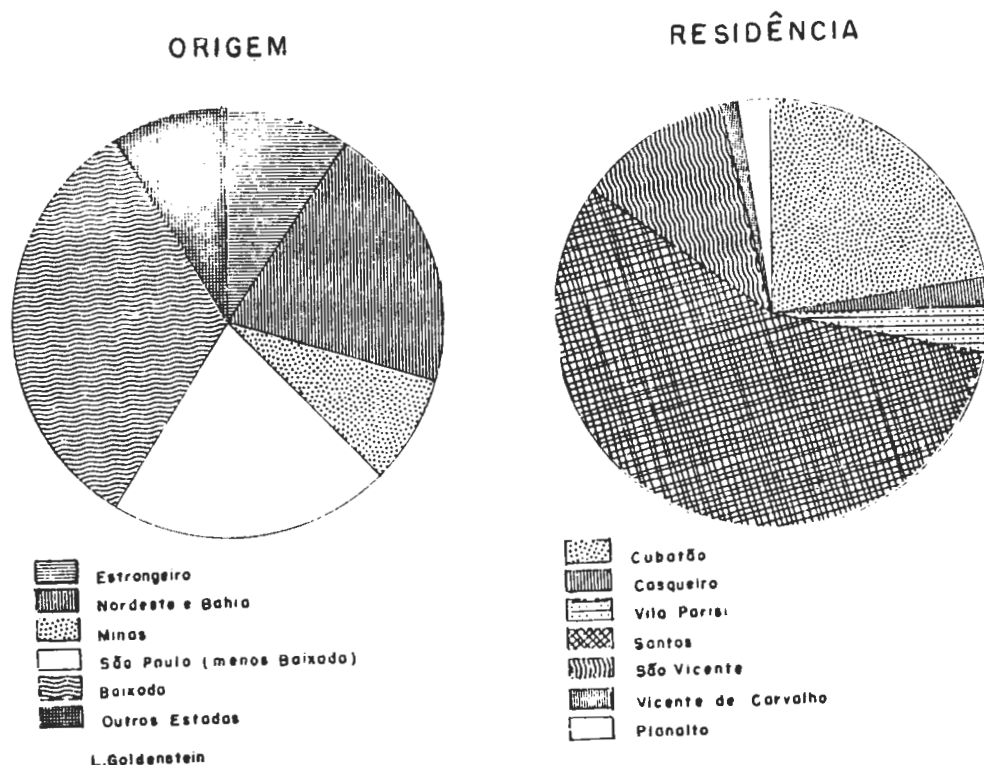 ORIGEM
Estrangeiro
Nordeste e Bahia
Minas
São Paulo (menos Baixada)
Baixada
Outros Estados
L.Goldenstein
RESIDÊNCIA
Cubatão
Casqueiro
Vila Parisi
Santos
São Vicente
Vicente de Carvalho
Planalto